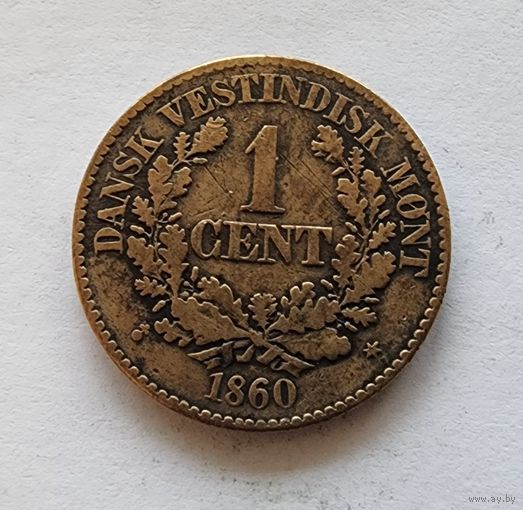 DANSK VESTINDISK MØNT
1
CENT
1860
www.ay.by